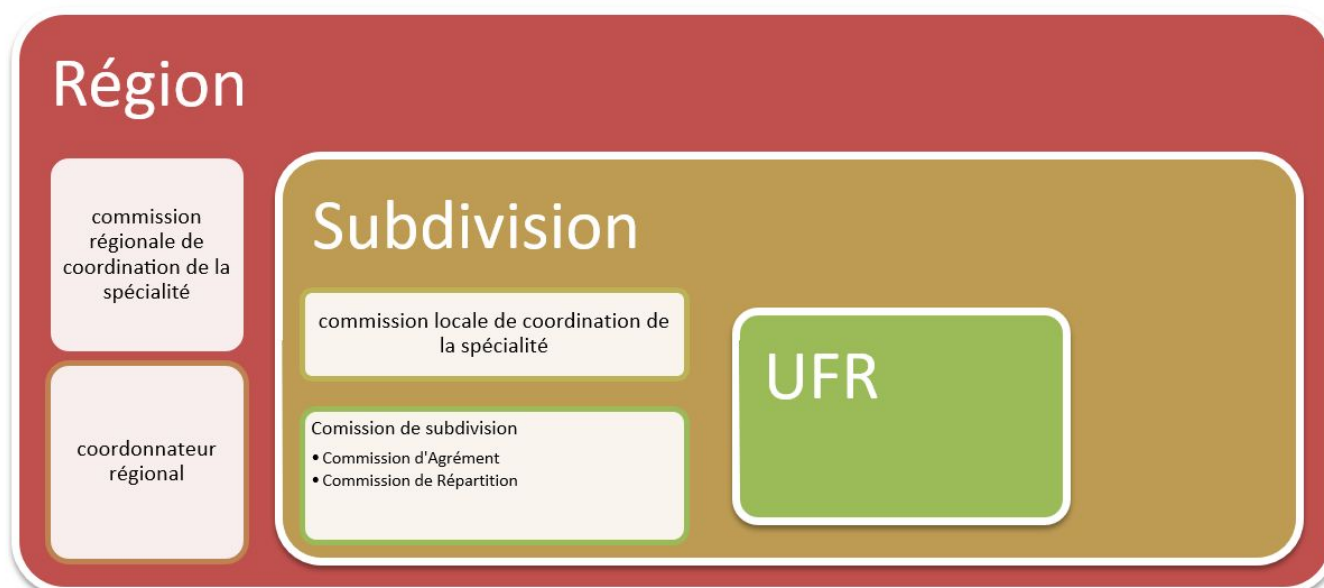 Région
commission
régionale de
coordination de la
spécialité
coordonnateur
régional
Subdivision
commission locale de coordination de
la spécialité
Comission de subdivision
• Commission d'Agrément
• Commission de Répartition
UFR